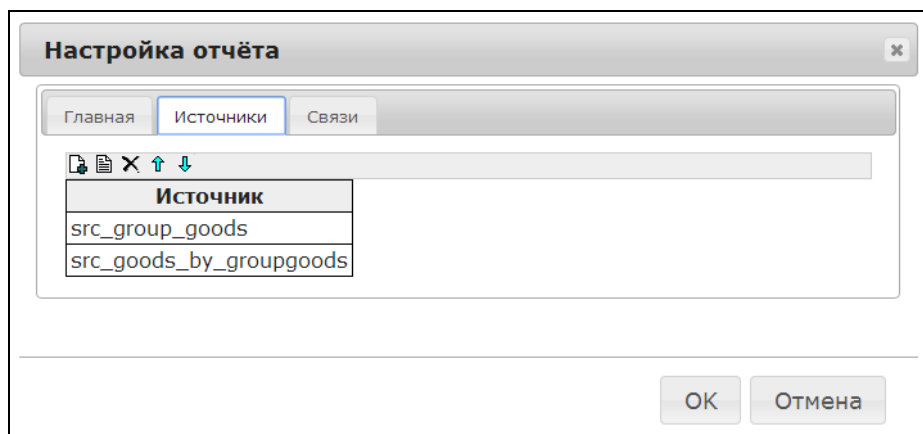 Настройка отчёта
Главная Источники Связи
Источник
src_group_goods
src_goods_by_groupgoods
OK Отмена